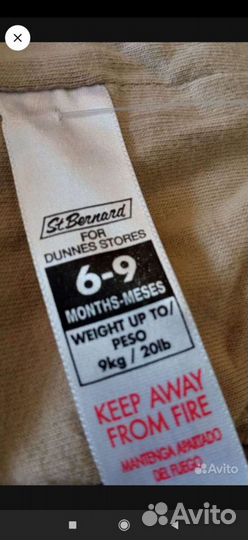 St.Bernard
FOR
DUNNES STORES
6-9
MONTHS-MESES
WEIGHT UP TO/
PESO
9kg / 20lb
KEEP AWAY
FROM FIRE
MANTENGA APARTADO
DEL FUEGO
Avito
Avito